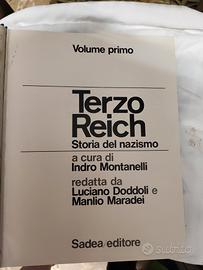 Volume primo
Terzo
Reich
Storia del nazismo
a cura di
Indro Montanelli
redatta da
Luciano Doddoli e
Manlio Maradei
Sadea/editore
Subito